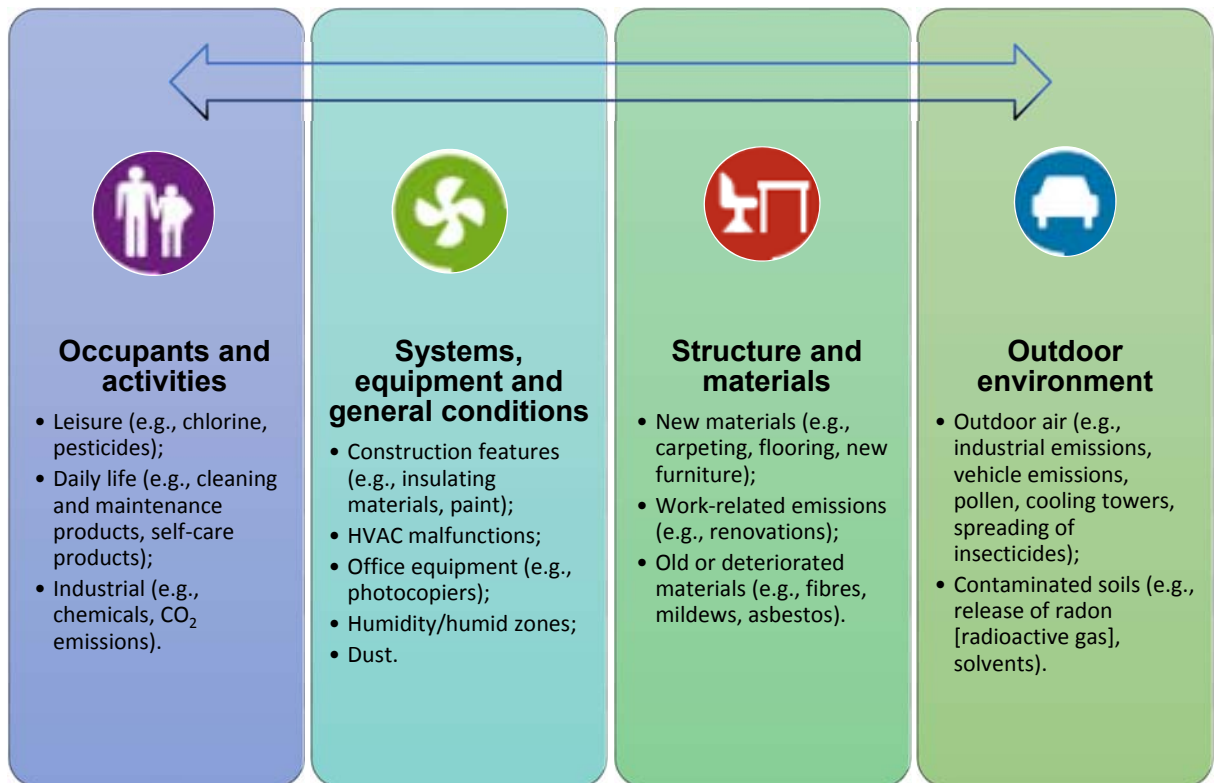 Occupants and
activities
• Leisure (e.g., chlorine,
pesticides);
• Daily life (e.g., cleaning
and maintenance
products, self-care
products);
• Industrial (e.g.,
chemicals, CO₂
emissions).
Systems,
equipment and
general conditions
• Construction features
(e.g., insulating
materials, paint);
• HVAC malfunctions;
• Office equipment (e.g.,
photocopiers);
• Humidity/humid zones;
• Dust.
Structure and
materials
• New materials (e.g.,
carpeting, flooring, new
furniture);
• Work-related emissions
(e.g., renovations);
• Old or deteriorated
materials (e.g., fibres,
mildews, asbestos).
Outdoor
environment
• Outdoor air (e.g.,
industrial emissions,
vehicle emissions,
pollen, cooling towers,
spreading of
insecticides);
• Contaminated soils (e.g.,
release of radon
[radioactive gas],
solvents).